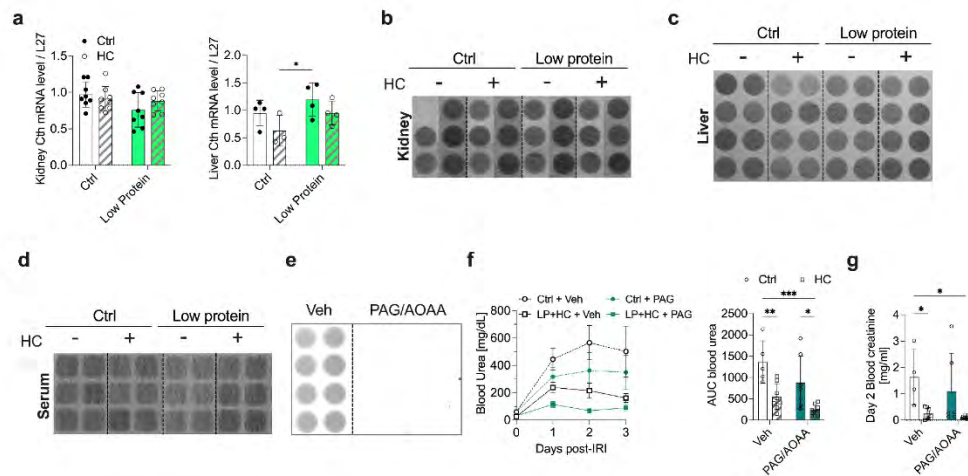 a
Kidney Cth mRNA level / L27
1.5
1.0
0.5
0.0
Ctrl
HC
Ctrl
Low Protein
Liver Cth mRNA level / L27
2.0
1.5
1.0
0.5
0.0
*
Ctrl
Low Protein
b
Ctrl Low protein
HC - + - +
Kidney
c
Ctrl Low protein
HC - + - +
Liver
d
Ctrl Low protein
HC - + - +
Serum
e
Veh PAG/AOAA
f
Ctrl + Veh Ctrl + PAG
LP+HC + Veh LP+HC + PAG
Blood Urea [mg/dL]
800
600
400
200
0
0 1 2 3
Days post-IRI
Ctrl HC
AUC blood urea
2500
2000
1500
1000
500
0
***
** *
Veh
PAG/AOAA
g
Day 2 Blood creatinine
[mg/ml]
4
3
2
1
0
*
*
Veh
PAG/AOAA